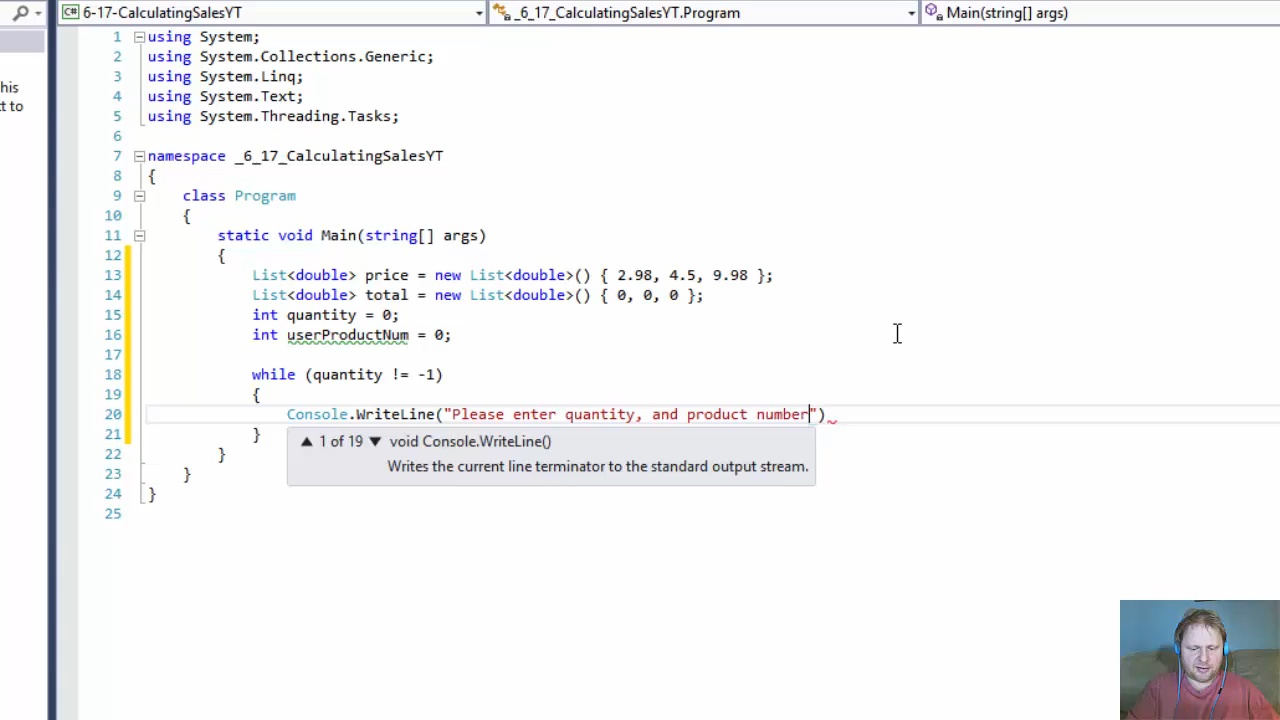 6-17-CalculatingSalesYT _6_17_CalculatingSalesYT.Program Main(string[] args)
his
t to
1 using System;
2 using System.Collections.Generic;
3 using System.Linq;
4 using System.Text;
5 using System.Threading.Tasks;
6
7 namespace _6_17_CalculatingSalesYT
8 {
9 class Program
10 {
11 static void Main(string[] args)
12 {
13 List<double> price = new List<double>() { 2.98, 4.5, 9.98 };
14 List<double> total = new List<double>() { 0, 0, 0 };
15 int quantity = 0;
16 int userProductNum = 0;
17
18 while (quantity != -1)
19 {
20 Console.WriteLine("Please enter quantity, and product number")
21 }
▲ 1 of 19 ▼ void Console.WriteLine()
22 }
Writes the current line terminator to the standard output stream.
23 }
24 }
25